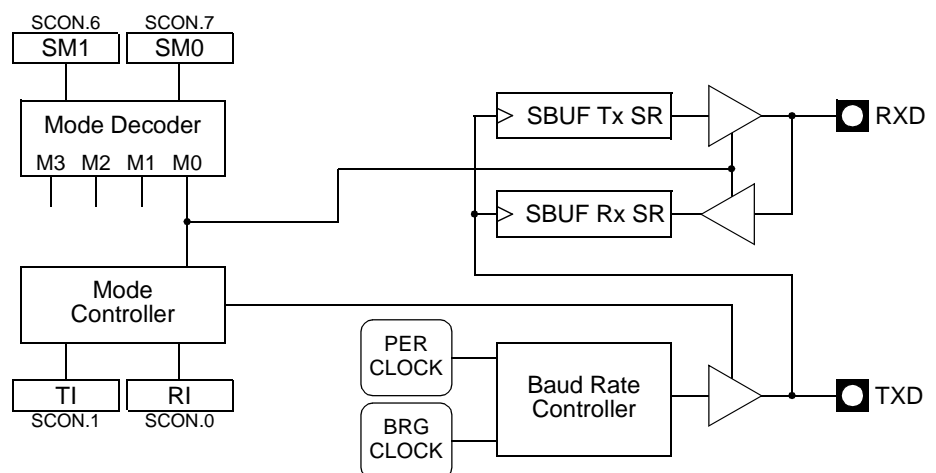 SCON.6 SCON.7
SM1 SM0
Mode Decoder
M3 M2 M1 M0
SBUF Tx SR
RXD
SBUF Rx SR
Mode
Controller
TI RI
SCON.1 SCON.0
PER
CLOCK
BRG
CLOCK
Baud Rate
Controller
TXD